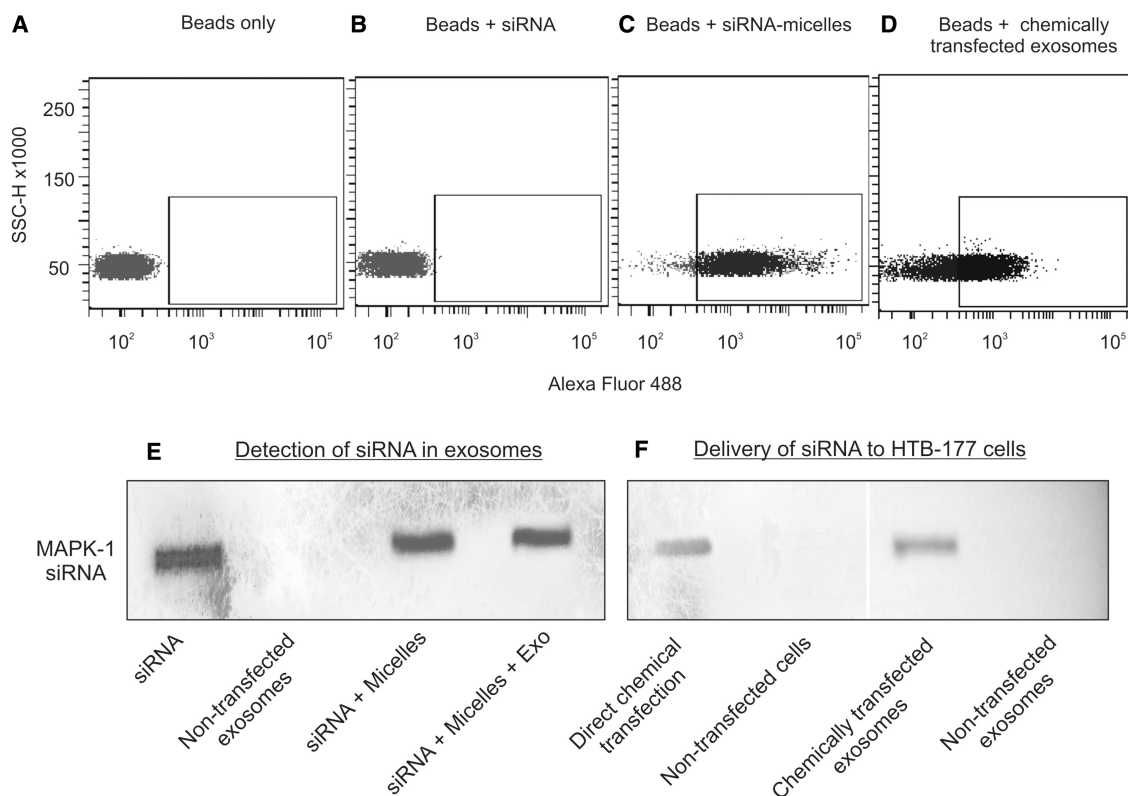 A
Beads only
B
Beads + siRNA
C
Beads + siRNA-micelles
D
Beads + chemically
transfected exosomes
SSC-H x1000
250
150
50
10²
10³
10⁵
10²
10³
10⁵
10²
10³
10⁵
10²
10³
10⁵
Alexa Fluor 488
E
Detection of siRNA in exosomes
MAPK-1
siRNA
siRNA
Non-transfected
exosomes
siRNA + Micelles
siRNA + Micelles + Exo
F
Delivery of siRNA to HTB-177 cells
Direct chemical
transfection
Non-transfected cells
Chemically transfected
exosomes
Non-transfected
exosomes